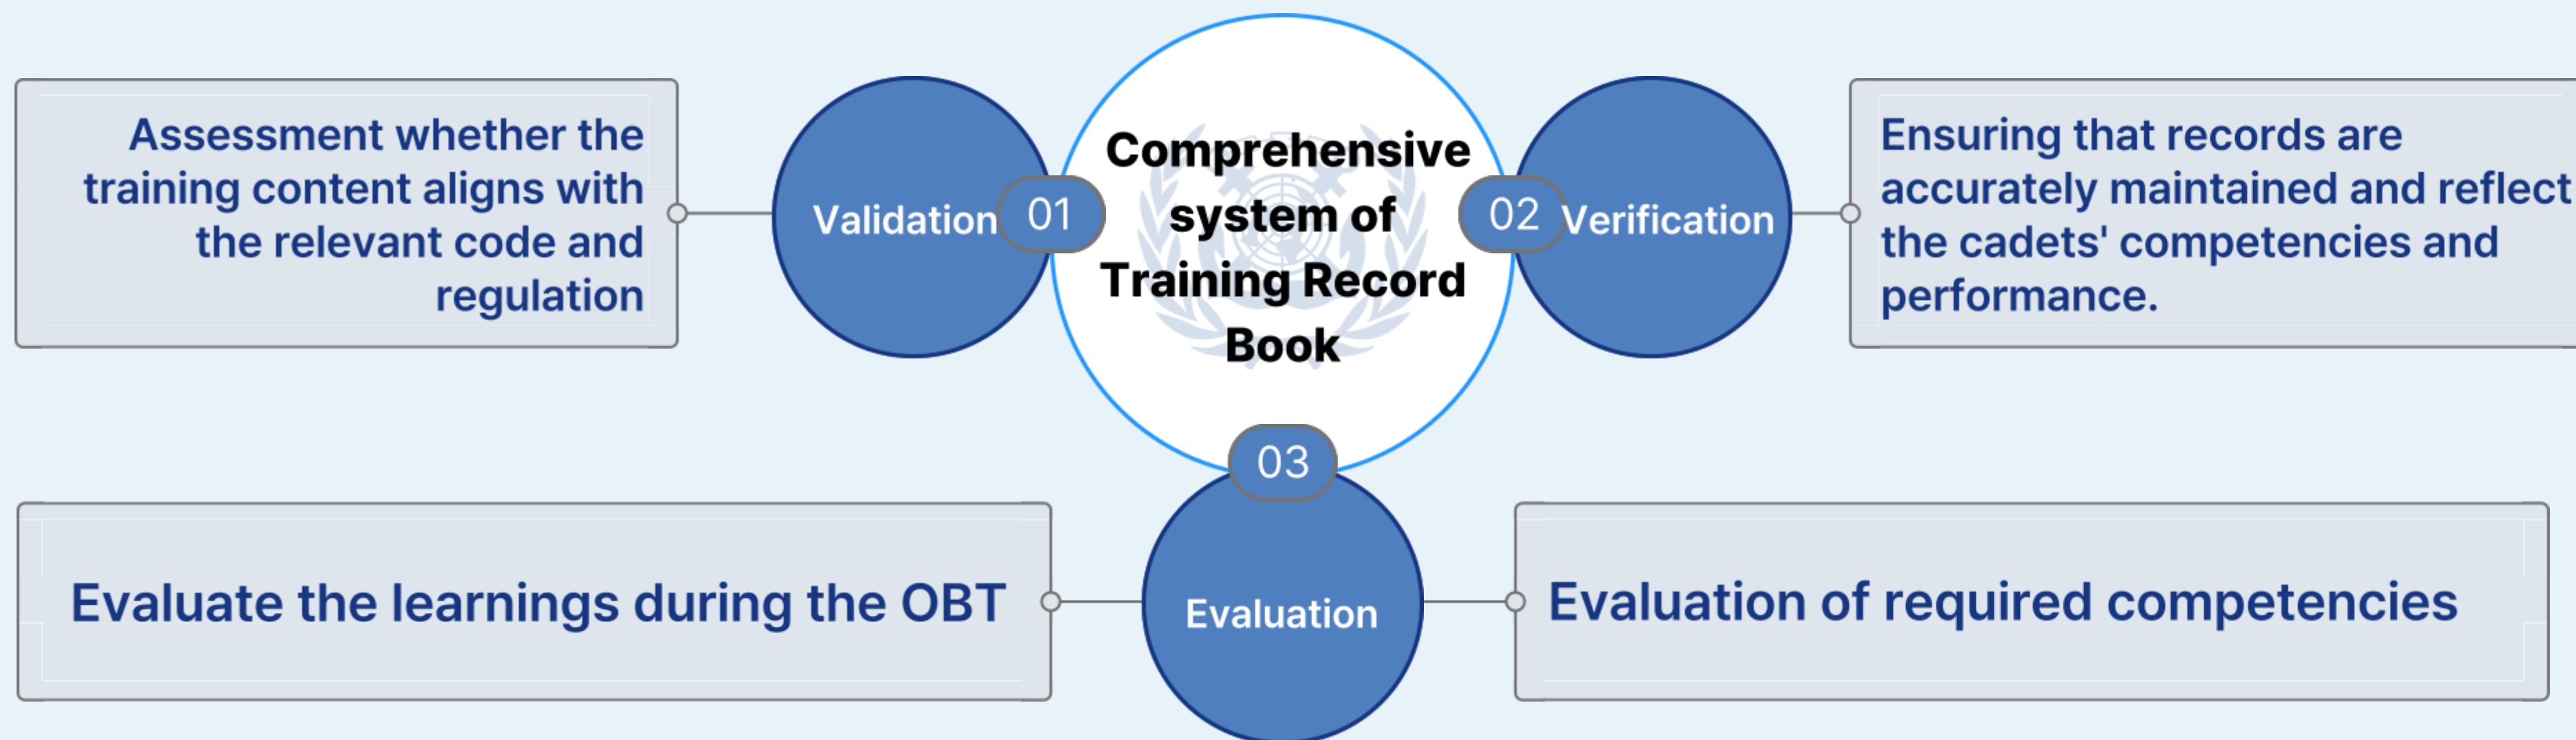 Assessment whether the
training content aligns with
the relevant code and
regulation
Validation
01
Comprehensive
system of
Training Record
Book
02
Verification
Ensuring that records are
accurately maintained and reflect
the cadets' competencies and
performance.
03
Evaluate the learnings during the OBT
Evaluation
Evaluation of required competencies